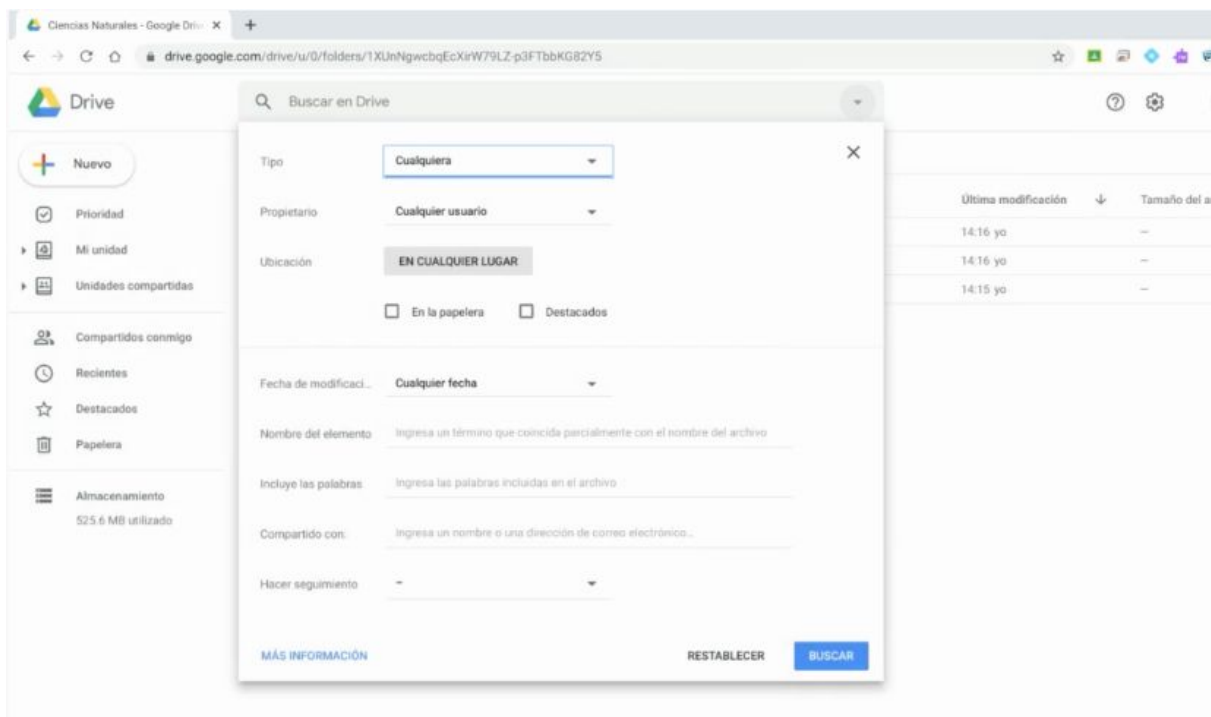 Ciencias Naturales - Google Driv
drive.google.com/drive/u/0/folders/1XUnNgwcbqEcXirW79LZ-p3FTbbKG82Y5
Drive
Buscar en Drive
Nuevo
Prioridad
Mi unidad
Unidades compartidas
Compartidos conmigo
Recientes
Destacados
Papelera
Almacenamiento
525.6 MB utilizado
Tipo Cualquiera
Propietario Cualquier usuario
Ubicación EN CUALQUIER LUGAR
En la papelera Destacados
Fecha de modificaci... Cualquier fecha
Nombre del elemento Ingresa un término que coincida parcialmente con el nombre del archivo
Incluye las palabras Ingresa las palabras incluidas en el archivo
Compartido con: Ingresa un nombre o una dirección de correo electrónico...
Hacer seguimiento –
MÁS INFORMACIÓN RESTABLECER BUSCAR
Última modificación Tamaño del a
14:16 yo –
14:16 yo –
14:15 yo –